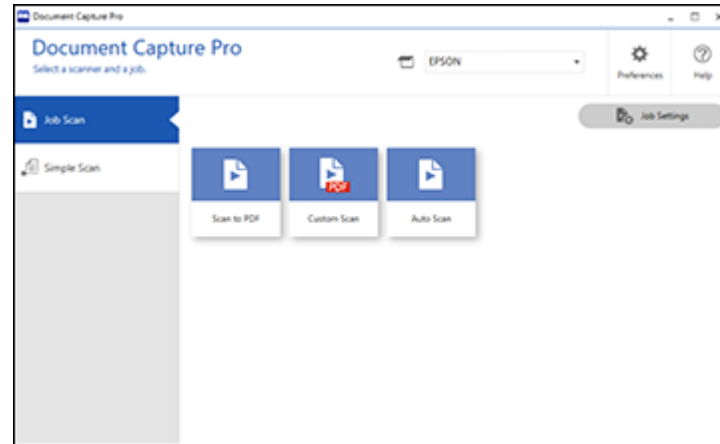 Document Capture Pro
Document Capture Pro
Select a scanner and a job.
EPSON
Preferences
Help
Job Scan
Job Settings
Simple Scan
PDF
Scan to PDF
Custom Scan
Auto Scan